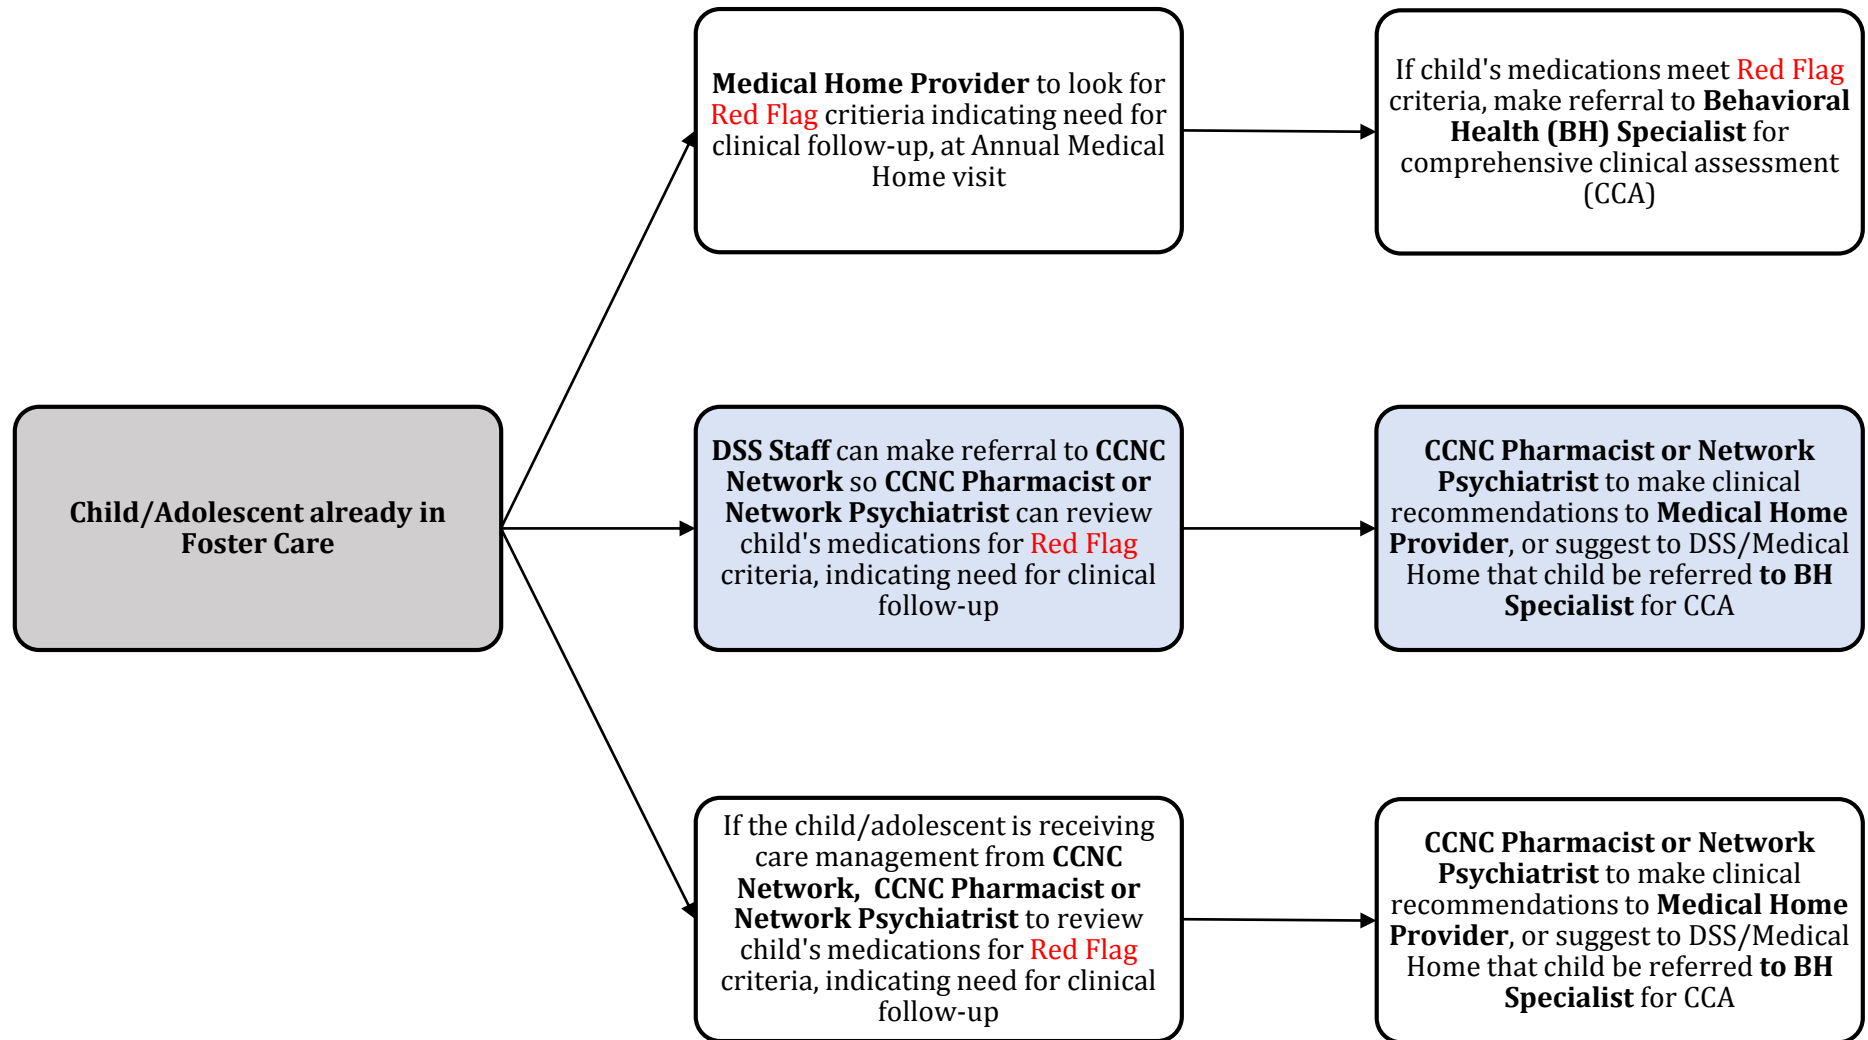 Medical Home Provider to look for
Red Flag critieria indicating need for
clinical follow-up, at Annual Medical
Home visit
If child's medications meet Red Flag
criteria, make referral to Behavioral
Health (BH) Specialist for
comprehensive clinical assessment
(CCA)
Child/Adolescent already in
Foster Care
DSS Staff can make referral to CCNC
Network so CCNC Pharmacist or
Network Psychiatrist can review
child's medications for Red Flag
criteria, indicating need for clinical
follow-up
CCNC Pharmacist or Network
Psychiatrist to make clinical
recommendations to Medical Home
Provider, or suggest to DSS/Medical
Home that child be referred to BH
Specialist for CCA
If the child/adolescent is receiving
care management from CCNC
Network, CCNC Pharmacist or
Network Psychiatrist to review
child's medications for Red Flag
criteria, indicating need for clinical
follow-up
CCNC Pharmacist or Network
Psychiatrist to make clinical
recommendations to Medical Home
Provider, or suggest to DSS/Medical
Home that child be referred to BH
Specialist for CCA